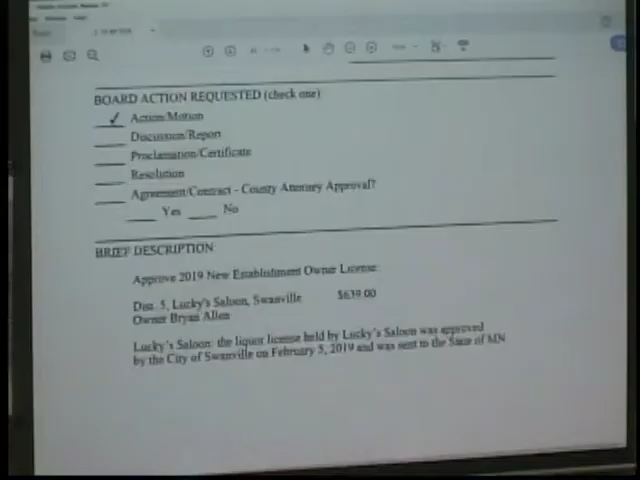 BOARD ACTION REQUESTED (check one)
✓ Action/Motion
Discussion/Report
Proclamation/Certificate
Resolution
Agreement/Contract - County Attorney Approval?
Yes ____ No
BRIEF DESCRIPTION
Approve 2019 New Establishment Owner License:
Dist. 5, Lucky's Saloon, Swanville $639.00
Owner Bryan Allen
Lucky's Saloon: the liquor license held by Lucky's Saloon was approved
by the City of Swanville on February 5, 2019 and was sent to the State of MN